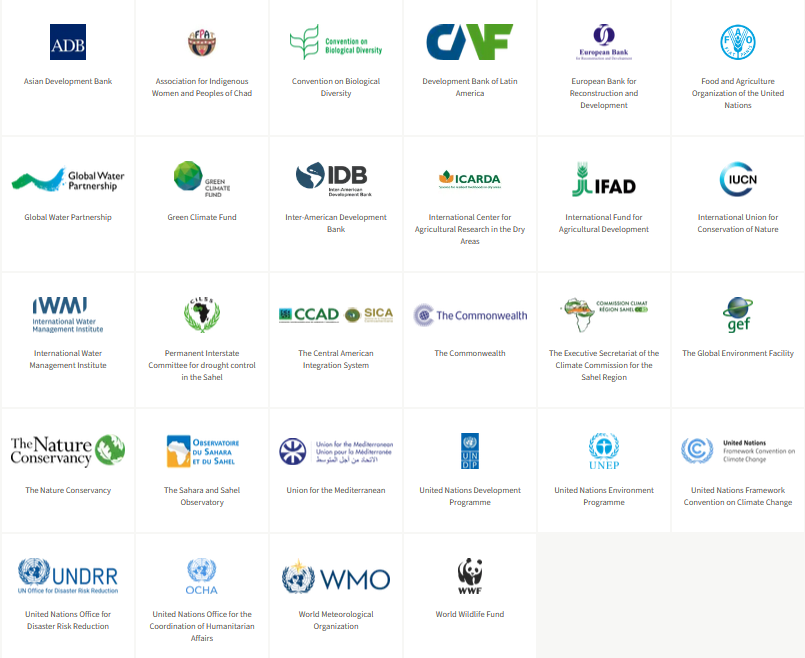 ADB
Asian Development Bank
Association for Indigenous
Women and Peoples of Chad
Convention on
Biological Diversity
Convention on Biological
Diversity
CAF
Development Bank of Latin
America
European Bank
for Reconstruction and Development
European Bank for
Reconstruction and
Development
FAO
FIAT PANIS
Food and Agriculture
Organization of the United
Nations
Global Water
Partnership
Global Water Partnership
GREEN
CLIMATE
FUND
Green Climate Fund
IDB
Inter-American
Development Bank
Inter-American Development
Bank
ICARDA
International Center for
Agricultural Research in the Dry
Areas
IFAD
International Fund for
Agricultural Development
IUCN
International Union for
Conservation of Nature
IWMI
International Water
Management Institute
International Water
Management Institute
CILSS
Permanent Interstate
Committee for drought control
in the Sahel
CCAD
SICA
The Central American
Integration System
The Commonwealth
The Commonwealth
COMMISSION CLIMAT
RÉGION SAHEL
The Executive Secretariat of the
Climate Commission for the
Sahel Region
gef
The Global Environment Facility
The Nature
Conservancy
The Nature Conservancy
OBSERVATOIRE
DU SAHARA
ET DU SAHEL
The Sahara and Sahel
Observatory
Union for the Mediterranean
Union pour la Méditerranée
الاتحاد من أجل المتوسط
Union for the Mediterranean
UN
DP
United Nations Development
Programme
UNEP
United Nations Environment
Programme
United Nations
Framework Convention on
Climate Change
United Nations Framework
Convention on Climate Change
UNDRR
UN Office for Disaster Risk Reduction
United Nations Office for
Disaster Risk Reduction
OCHA
United Nations Office for the
Coordination of Humanitarian
Affairs
WMO
World Meteorological
Organization
WWF
World Wildlife Fund